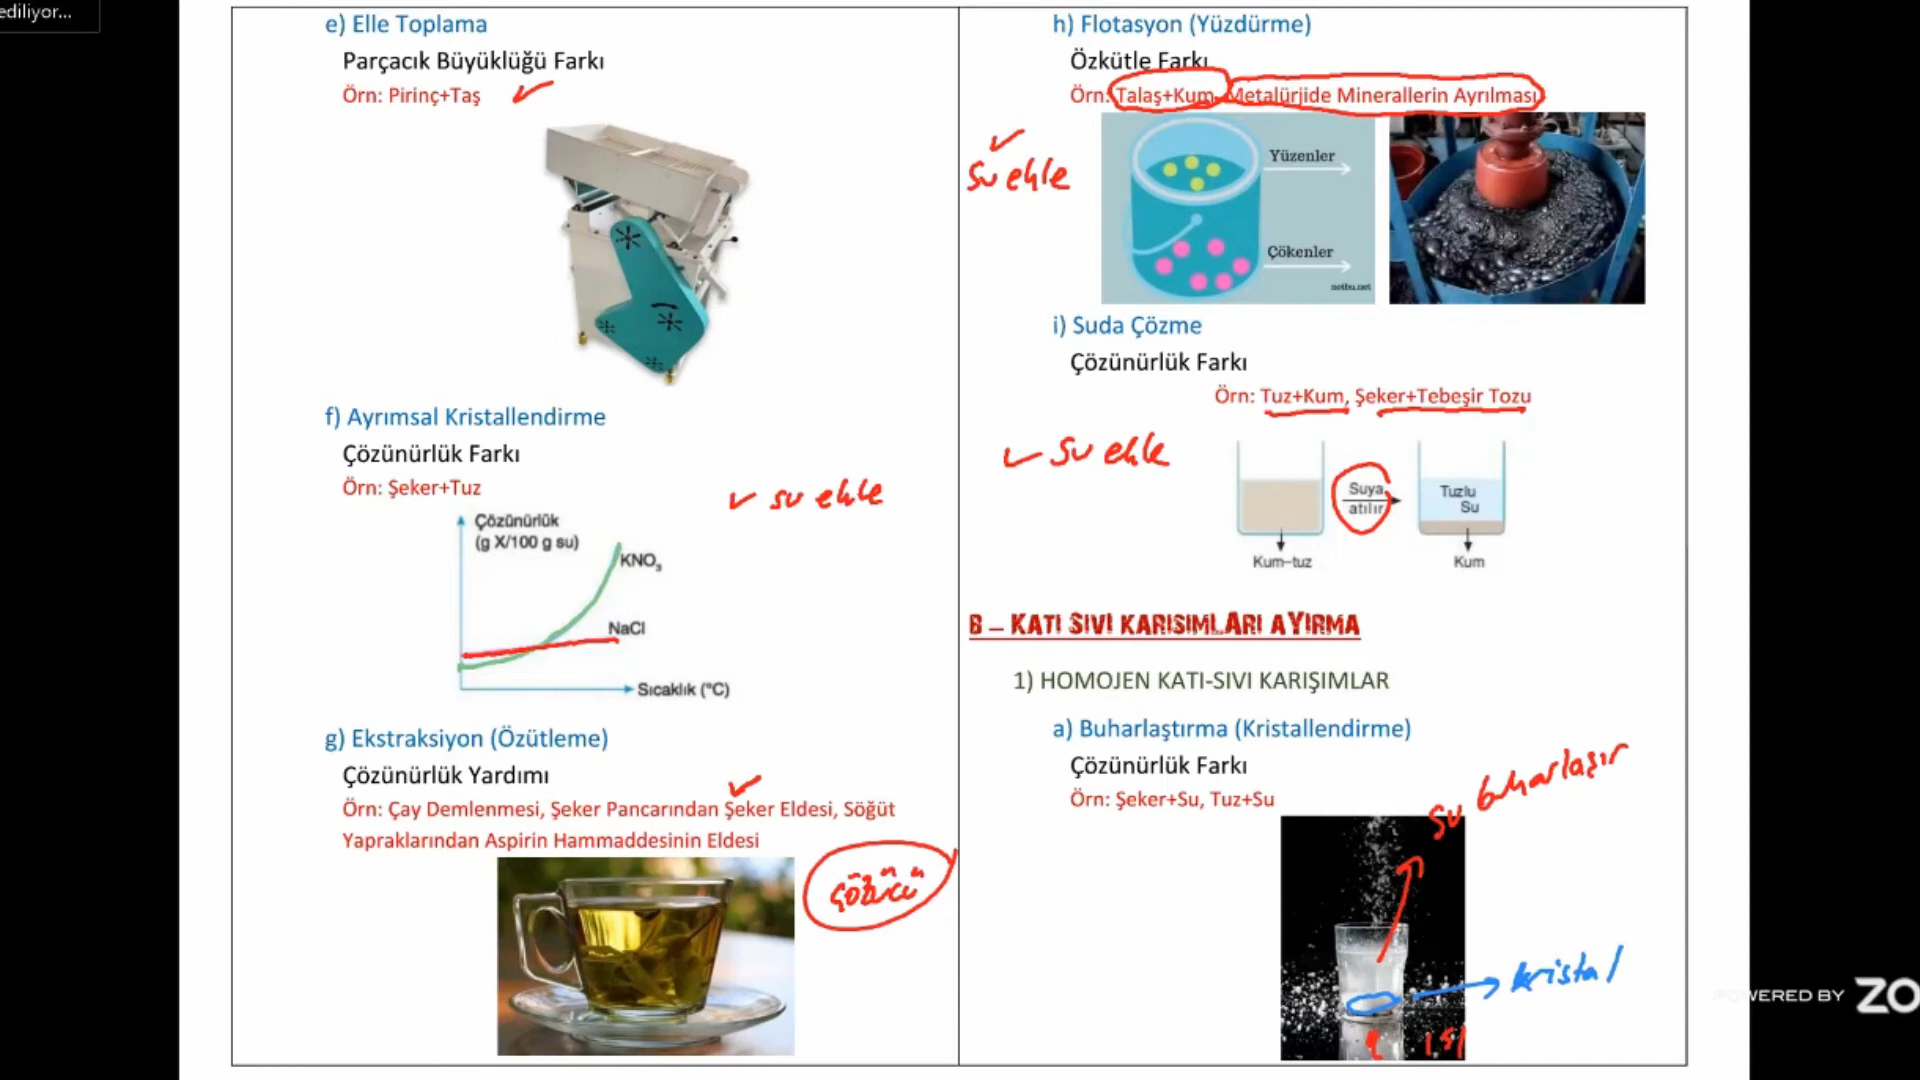 ediliyor...
e) Elle Toplama
Parçacık Büyüklüğü Farkı
Örn: Pirinç+Taş
f) Ayrımsal Kristallendirme
Çözünürlük Farkı
Örn: Şeker+Tuz
su ekle
Çözünürlük
(g X/100 g su)
KNO₃
NaCl
Sıcaklık (°C)
g) Ekstraksiyon (Özütleme)
Çözünürlük Yardımı
Örn: Çay Demlenmesi, Şeker Pancarından Şeker Eldesi, Söğüt
Yapraklarından Aspirin Hammaddesinin Eldesi
çözücü
h) Flotasyon (Yüzdürme)
Özkütle Farkı
Örn: Talaş+Kum, Metalürjide Minerallerin Ayrılması
su ekle
Yüzenler
Çökenler
notbu.net
i) Suda Çözme
Çözünürlük Farkı
Örn: Tuz+Kum, Şeker+Tebeşir Tozu
su ekle
Suya
atılır
Tuzlu
Su
Kum-tuz
Kum
B – KATI SIVI KARISIMLARI AYIRMA
1) HOMOJEN KATI-SIVI KARIŞIMLAR
a) Buharlaştırma (Kristallendirme)
Çözünürlük Farkı
Örn: Şeker+Su, Tuz+Su
su buharlaşır
kristal
ısı
POWERED BY ZO